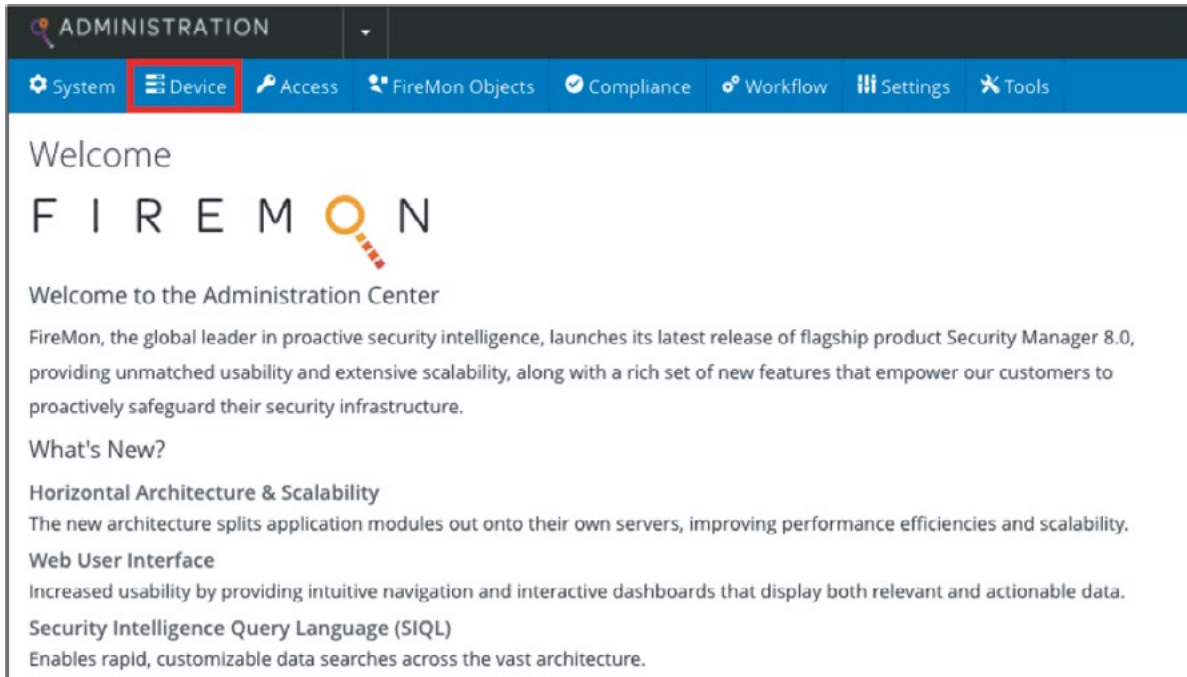 ADMINISTRATION
System Device Access FireMon Objects Compliance Workflow Settings Tools
Welcome
FIREMON
Welcome to the Administration Center
FireMon, the global leader in proactive security intelligence, launches its latest release of flagship product Security Manager 8.0,
providing unmatched usability and extensive scalability, along with a rich set of new features that empower our customers to
proactively safeguard their security infrastructure.
What's New?
Horizontal Architecture & Scalability
The new architecture splits application modules out onto their own servers, improving performance efficiencies and scalability.
Web User Interface
Increased usability by providing intuitive navigation and interactive dashboards that display both relevant and actionable data.
Security Intelligence Query Language (SIQL)
Enables rapid, customizable data searches across the vast architecture.